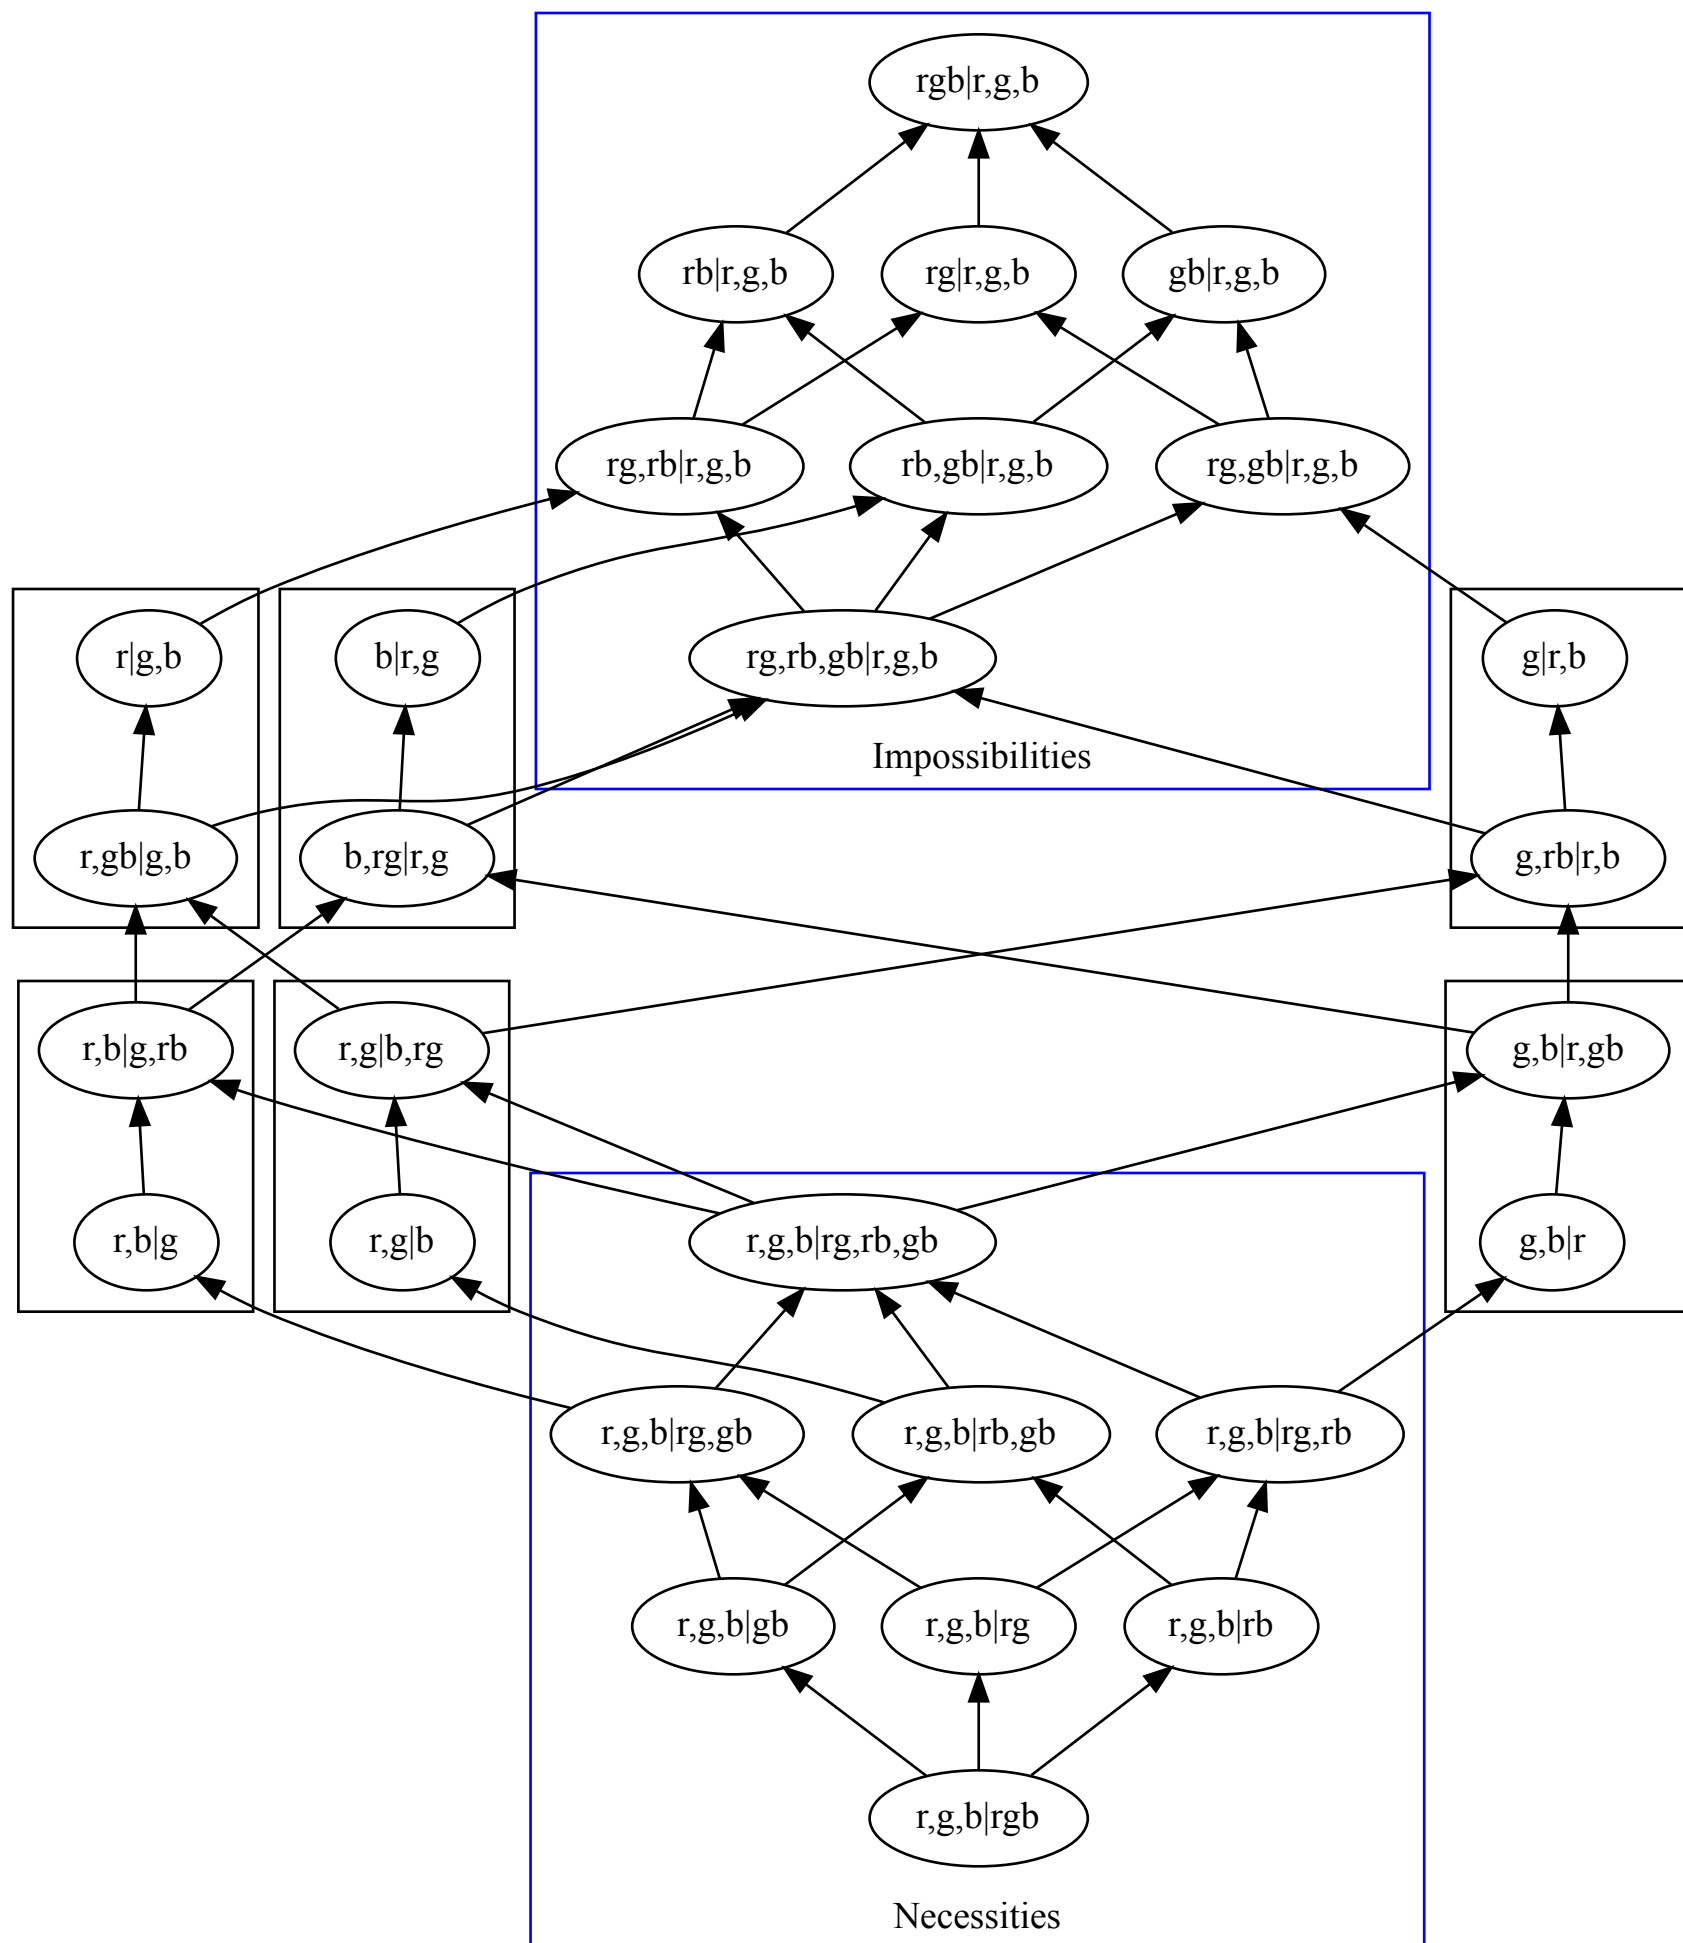 rgb|r,g,b
rb|r,g,b
rg|r,g,b
gb|r,g,b
rg,rb|r,g,b
rb,gb|r,g,b
rg,gb|r,g,b
r|g,b
b|r,g
rg,rb,gb|r,g,b
g|r,b
Impossibilities
r,gb|g,b
b,rg|r,g
g,rb|r,b
r,b|g,rb
r,g|b,rg
g,b|r,gb
r,b|g
r,g|b
r,g,b|rg,rb,gb
g,b|r
r,g,b|rg,gb
r,g,b|rb,gb
r,g,b|rg,rb
r,g,b|gb
r,g,b|rg
r,g,b|rb
r,g,b|rgb
Necessities